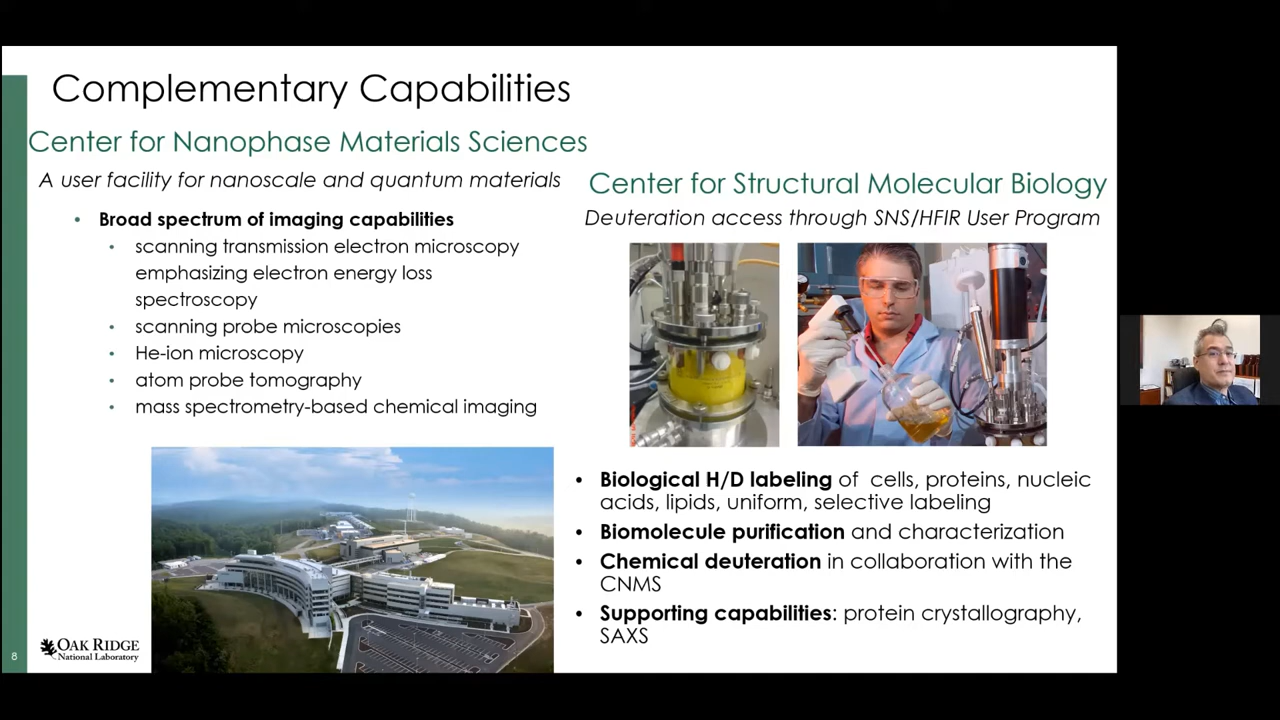 Complementary Capabilities
Center for Nanophase Materials Sciences
A user facility for nanoscale and quantum materials
• Broad spectrum of imaging capabilities
• scanning transmission electron microscopy
emphasizing electron energy loss
spectroscopy
• scanning probe microscopies
• He-ion microscopy
• atom probe tomography
• mass spectrometry-based chemical imaging
Center for Structural Molecular Biology
Deuteration access through SNS/HFIR User Program
• Biological H/D labeling of cells, proteins, nucleic
acids, lipids, uniform, selective labeling
• Biomolecule purification and characterization
• Chemical deuteration in collaboration with the
CNMS
• Supporting capabilities: protein crystallography,
SAXS
8
OAK RIDGE
National Laboratory